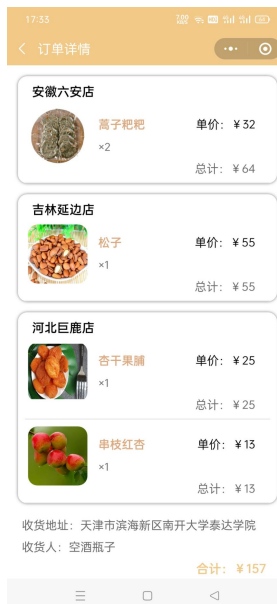 17:33
订单详情
安徽六安店
蒿子粑粑
单价：￥32
×2
总计：￥64
吉林延边店
松子
单价：￥55
×1
总计：￥55
河北巨鹿店
杏干果脯
单价：￥25
×1
总计：￥25
串枝红杏
单价：￥13
×1
总计：￥13
收货地址：天津市滨海新区南开大学泰达学院
收货人：空酒瓶子
合计：￥157